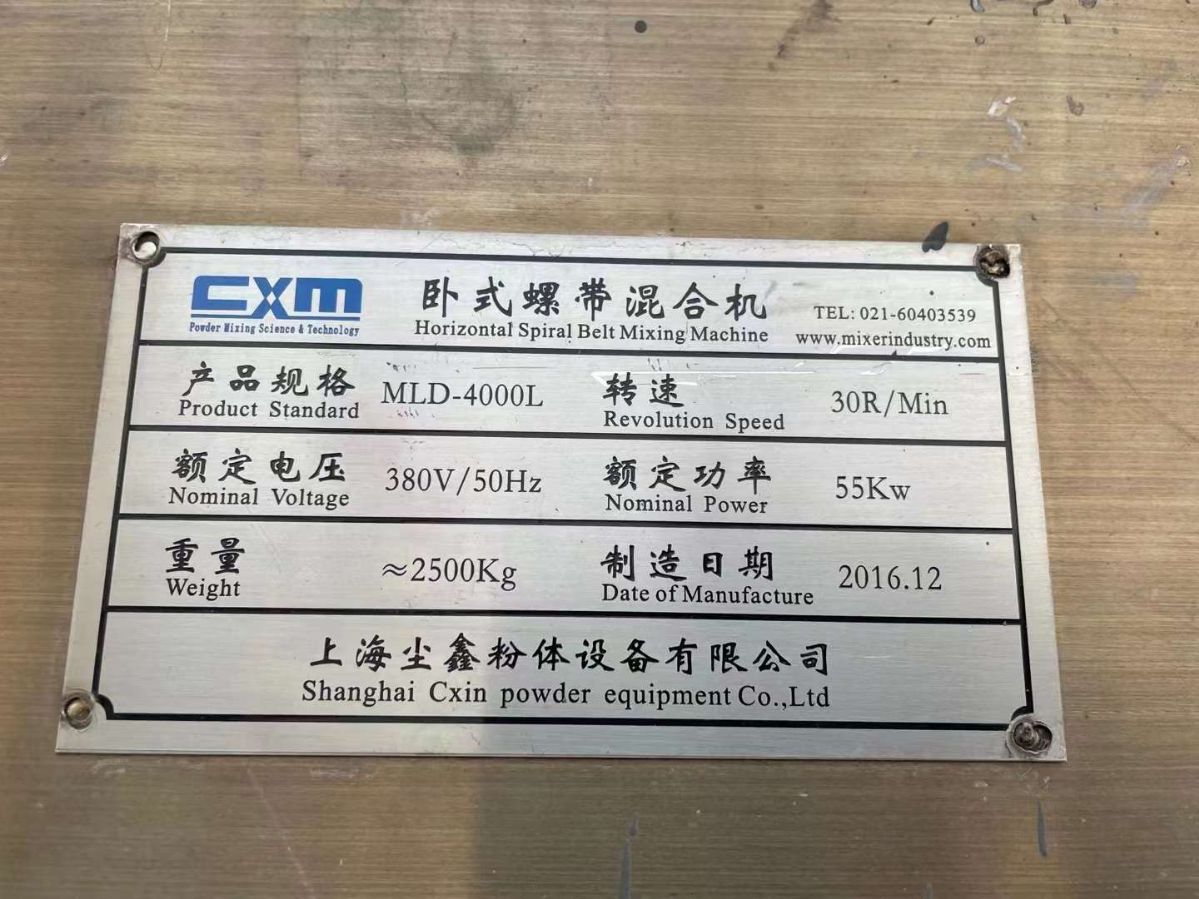 CXM
Powder Mixing Science & Technology
卧式螺带混合机
Horizontal Spiral Belt Mixing Machine
TEL: 021-60403539
www.mixerindustry.com
产品规格 MLD-4000L 转速 30R/Min
Product Standard Revolution Speed
额定电压 380V/50Hz 额定功率 55Kw
Nominal Voltage Nominal Power
重量 ≈2500Kg 制造日期 2016.12
Weight Date of Manufacture
上海尘鑫粉体设备有限公司
Shanghai Cxin powder equipment Co.,Ltd